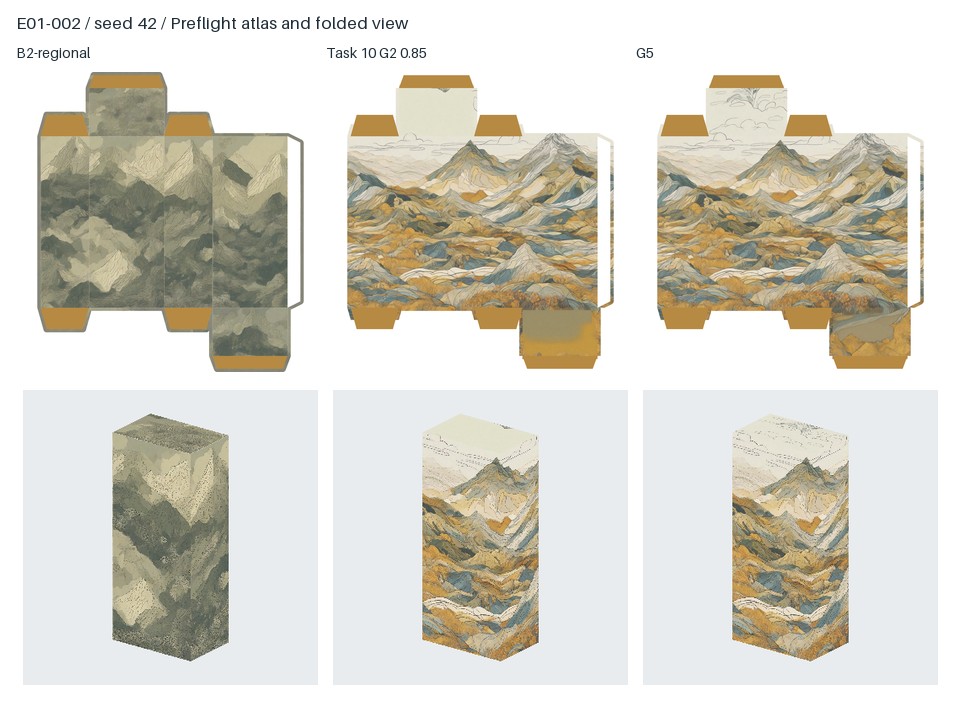 E01-002 / seed 42 / Preflight atlas and folded view
B2-regional
Task 10 G2 0.85
G5